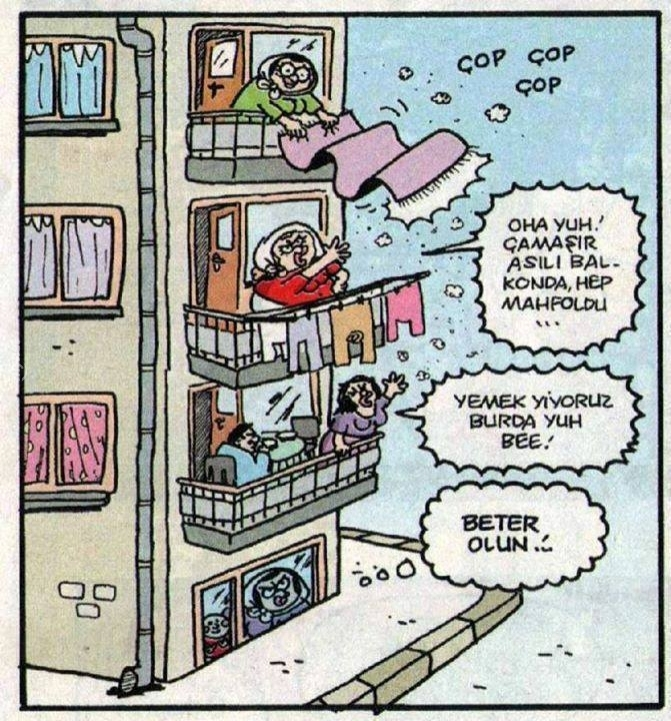 ÇOP ÇOP
ÇOP
OHA YUH.!
ÇAMAŞIR
ASILI BAL-
KONDA, HEP
MAHFOLDU
...
YEMEK YİYORUZ
BURDA YUH
BEE.!
BETER
OLUN..!